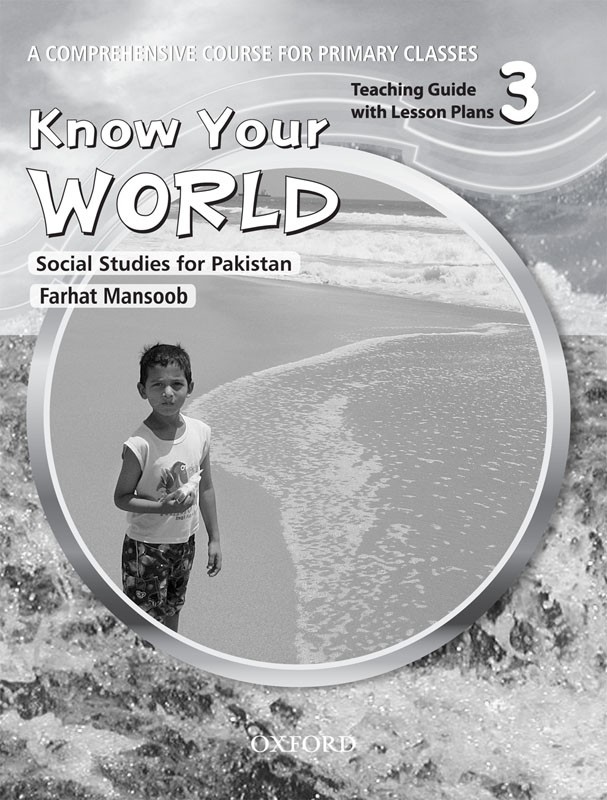 A COMPREHENSIVE COURSE FOR PRIMARY CLASSES
Teaching Guide
with Lesson Plans 3
Know Your
WORLD
Social Studies for Pakistan
Farhat Mansoob
OXFORD